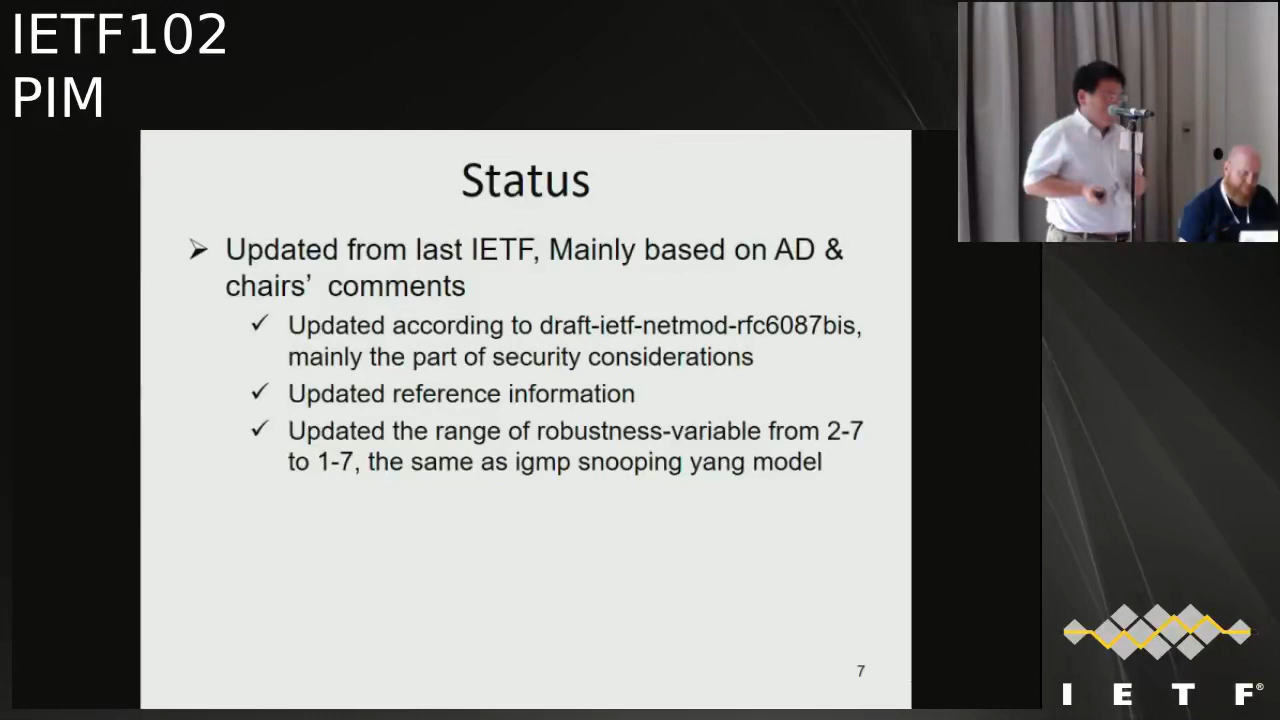 IETF102
PIM
Status
➢ Updated from last IETF, Mainly based on AD &
chairs’  comments
✓ Updated according to draft-ietf-netmod-rfc6087bis,
mainly the part of security considerations
✓ Updated reference information
✓ Updated the range of robustness-variable from 2-7
to 1-7, the same as igmp snooping yang model
7
I E T F®